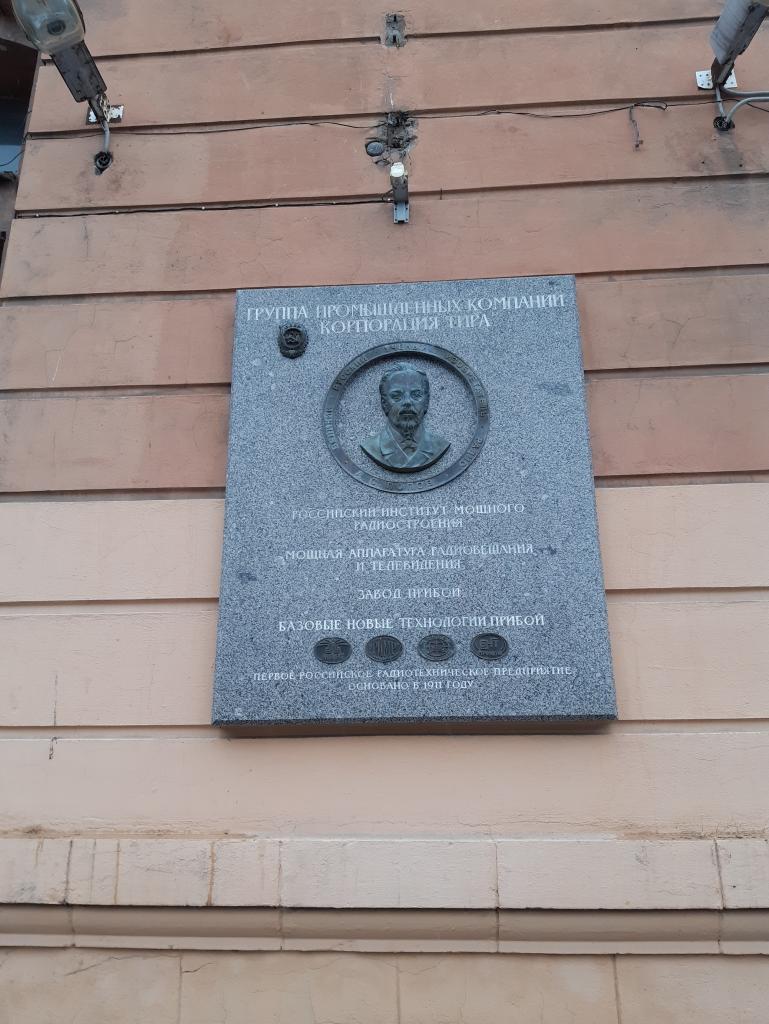 ГРУППА ПРОМЫШЛЕННЫХ КОМПАНИЙ
КОРПОРАЦИЯ ТИРА
РОССИЙСКИЙ ИНСТИТУТ МОЩНОГО
РАДИОСТРОЕНИЯ
МОЩНАЯ АППАРАТУРА РАДИОВЕЩАНИЯ
И ТЕЛЕВИДЕНИЯ
ЗАВОД ПРИБОЙ
БАЗОВЫЕ НОВЫЕ ТЕХНОЛОГИИ.ПРИБОЙ
ПЕРВОЕ РОССИЙСКОЕ РАДИОТЕХНИЧЕСКОЕ ПРЕДПРИЯТИЕ
ОСНОВАНО В 1911 ГОДУ